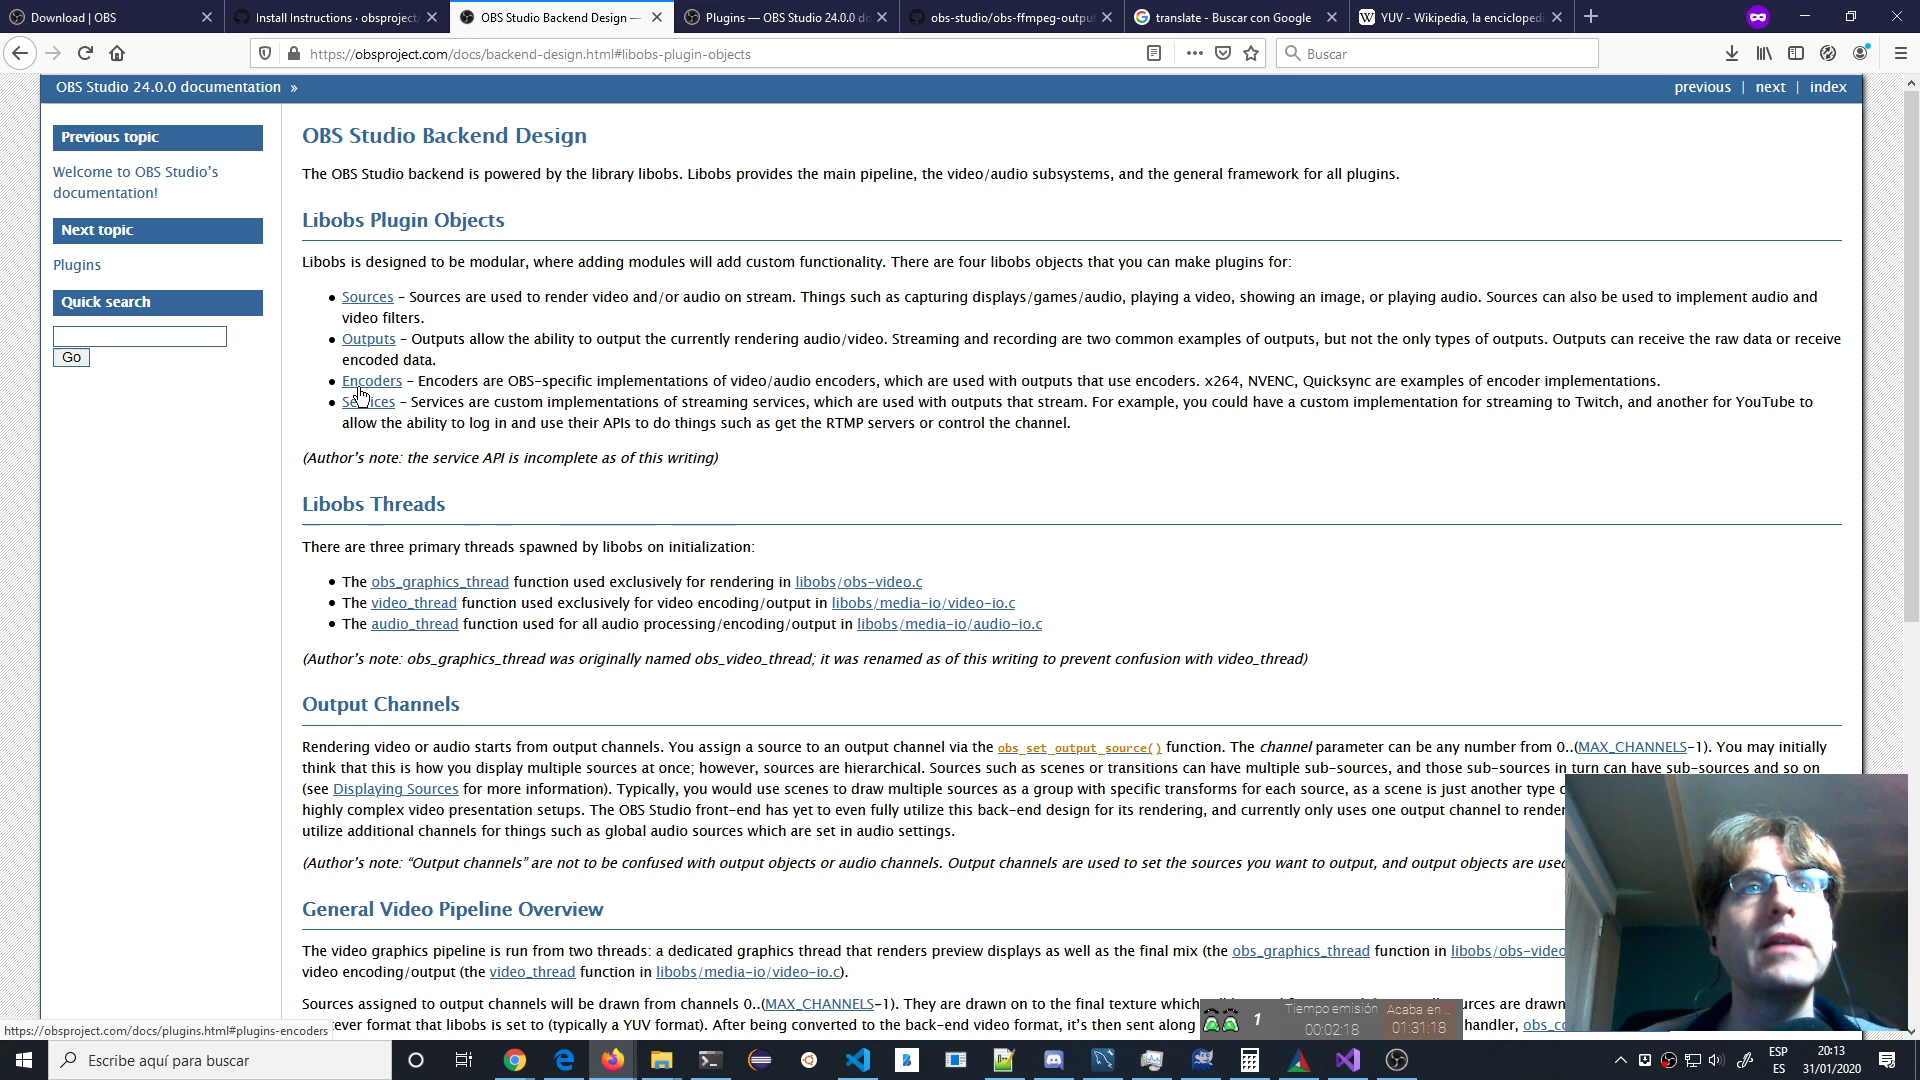 Download | OBS
Install Instructions · obsproject/
OBS Studio Backend Design —
Plugins — OBS Studio 24.0.0 do
obs-studio/obs-ffmpeg-output
translate - Buscar con Google
YUV - Wikipedia, la encicloped
https://obsproject.com/docs/backend-design.html#libobs-plugin-objects
Buscar
OBS Studio 24.0.0 documentation »
previous | next | index
Previous topic
Welcome to OBS Studio's
documentation!
Next topic
Plugins
Quick search
Go
OBS Studio Backend Design
The OBS Studio backend is powered by the library libobs. Libobs provides the main pipeline, the video/audio subsystems, and the general framework for all plugins.
Libobs Plugin Objects
Libobs is designed to be modular, where adding modules will add custom functionality. There are four libobs objects that you can make plugins for:
• Sources – Sources are used to render video and/or audio on stream. Things such as capturing displays/games/audio, playing a video, showing an image, or playing audio. Sources can also be used to implement audio and
video filters.
• Outputs – Outputs allow the ability to output the currently rendering audio/video. Streaming and recording are two common examples of outputs, but not the only types of outputs. Outputs can receive the raw data or receive
encoded data.
• Encoders – Encoders are OBS-specific implementations of video/audio encoders, which are used with outputs that use encoders. x264, NVENC, Quicksync are examples of encoder implementations.
• Services – Services are custom implementations of streaming services, which are used with outputs that stream. For example, you could have a custom implementation for streaming to Twitch, and another for YouTube to
allow the ability to log in and use their APIs to do things such as get the RTMP servers or control the channel.
(Author's note: the service API is incomplete as of this writing)
Libobs Threads
There are three primary threads spawned by libobs on initialization:
• The obs_graphics_thread function used exclusively for rendering in libobs/obs-video.c
• The video_thread function used exclusively for video encoding/output in libobs/media-io/video-io.c
• The audio_thread function used for all audio processing/encoding/output in libobs/media-io/audio-io.c
(Author's note: obs_graphics_thread was originally named obs_video_thread; it was renamed as of this writing to prevent confusion with video_thread)
Output Channels
Rendering video or audio starts from output channels. You assign a source to an output channel via the obs_set_output_source() function. The channel parameter can be any number from 0..(MAX_CHANNELS-1). You may initially
think that this is how you display multiple sources at once; however, sources are hierarchical. Sources such as scenes or transitions can have multiple sub-sources, and those sub-sources in turn can have sub-sources and so on
(see Displaying Sources for more information). Typically, you would use scenes to draw multiple sources as a group with specific transforms for each source, as a scene is just another type o
highly complex video presentation setups. The OBS Studio front-end has yet to even fully utilize this back-end design for its rendering, and currently only uses one output channel to render
utilize additional channels for things such as global audio sources which are set in audio settings.
(Author's note: "Output channels" are not to be confused with output objects or audio channels. Output channels are used to set the sources you want to output, and output objects are used
General Video Pipeline Overview
The video graphics pipeline is run from two threads: a dedicated graphics thread that renders preview displays as well as the final mix (the obs_graphics_thread function in libobs/obs-video
video encoding/output (the video_thread function in libobs/media-io/video-io.c).
Sources assigned to output channels will be drawn from channels 0..(MAX_CHANNELS-1). They are drawn on to the final texture which
urces are drawn
ever format that libobs is set to (typically a YUV format). After being converted to the back-end video format, it's then sent along
handler, obs_co
https://obsproject.com/docs/plugins.html#plugins-encoders
1
Tiempo emisión
00:02:18
Acaba en ..
01:31:18
Escribe aquí para buscar
ESP
ES
20:13
31/01/2020